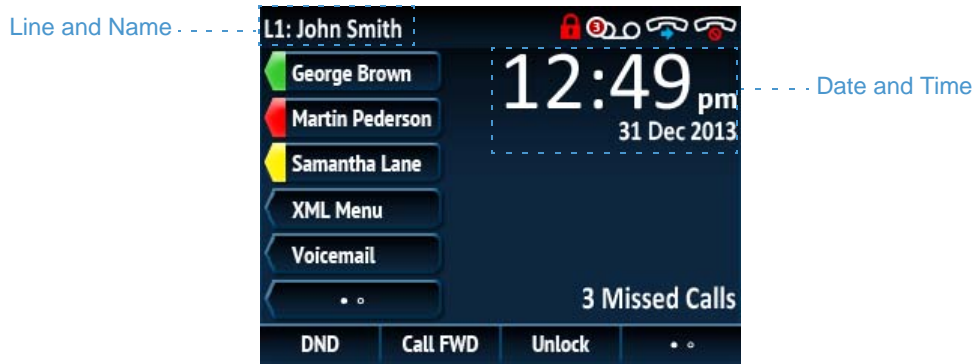 Line and Name
L1: John Smith
3
George Brown
Martin Pederson
Samantha Lane
XML Menu
Voicemail
12:49 pm
31 Dec 2013
Date and Time
3 Missed Calls
DND Call FWD Unlock